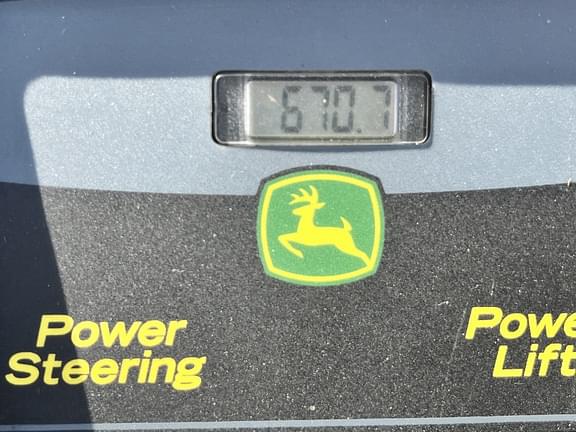 670.7
Power
Steering
Powe
Lift